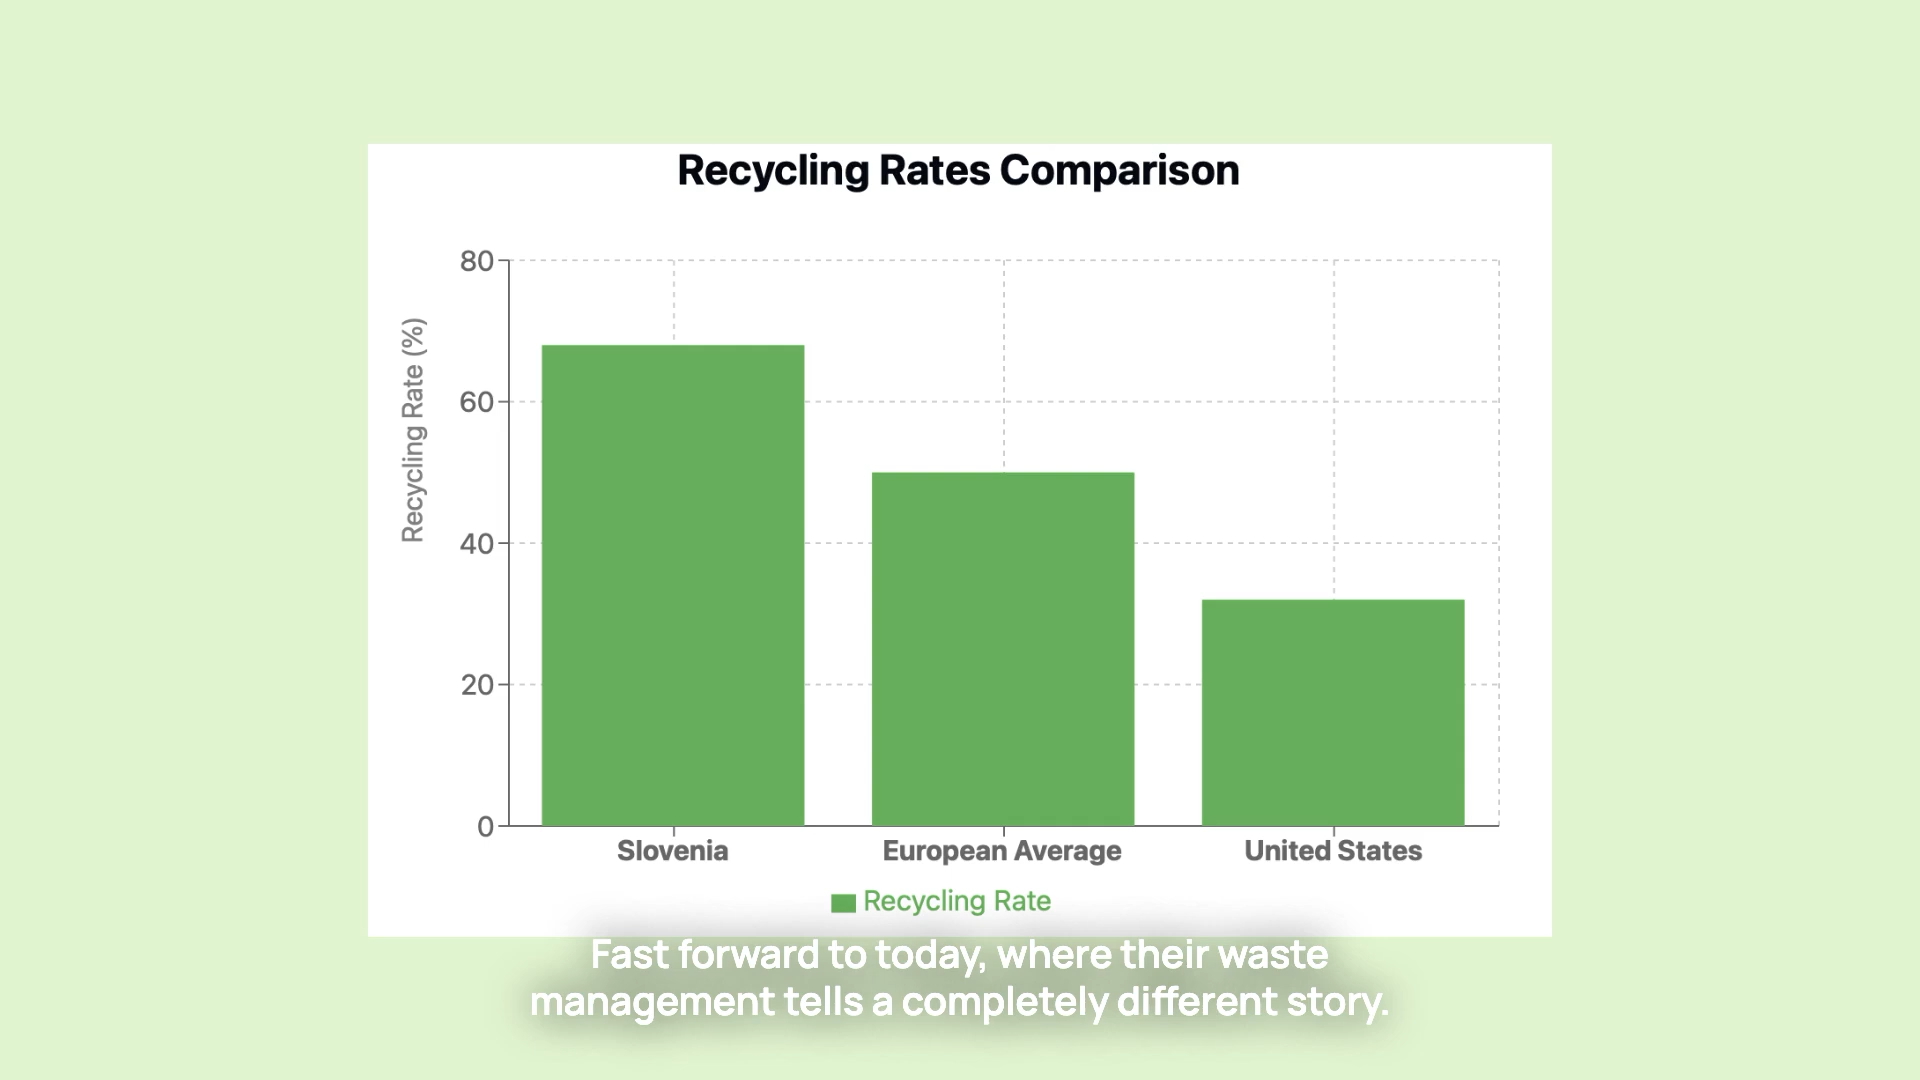 Recycling Rates Comparison
Recycling Rate (%)
80
60
40
20
0
Slovenia
European Average
United States
Recycling Rate
Fast forward to today, where their waste
management tells a completely different story.